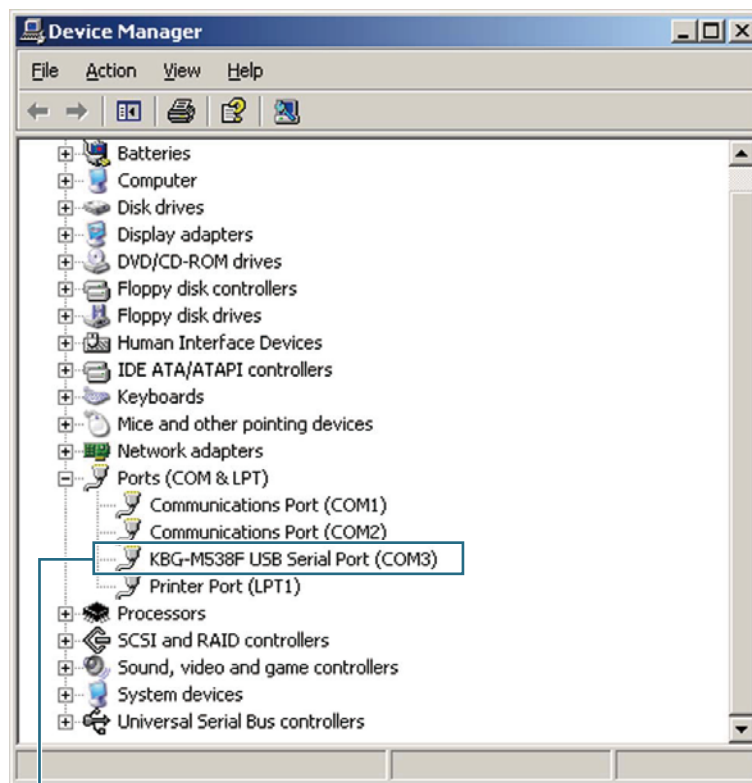 Device Manager
File Action View Help
Batteries
Computer
Disk drives
Display adapters
DVD/CD-ROM drives
Floppy disk controllers
Floppy disk drives
Human Interface Devices
IDE ATA/ATAPI controllers
Keyboards
Mice and other pointing devices
Network adapters
Ports (COM & LPT)
Communications Port (COM1)
Communications Port (COM2)
KBG-M538F USB Serial Port (COM3)
Printer Port (LPT1)
Processors
SCSI and RAID controllers
Sound, video and game controllers
System devices
Universal Serial Bus controllers